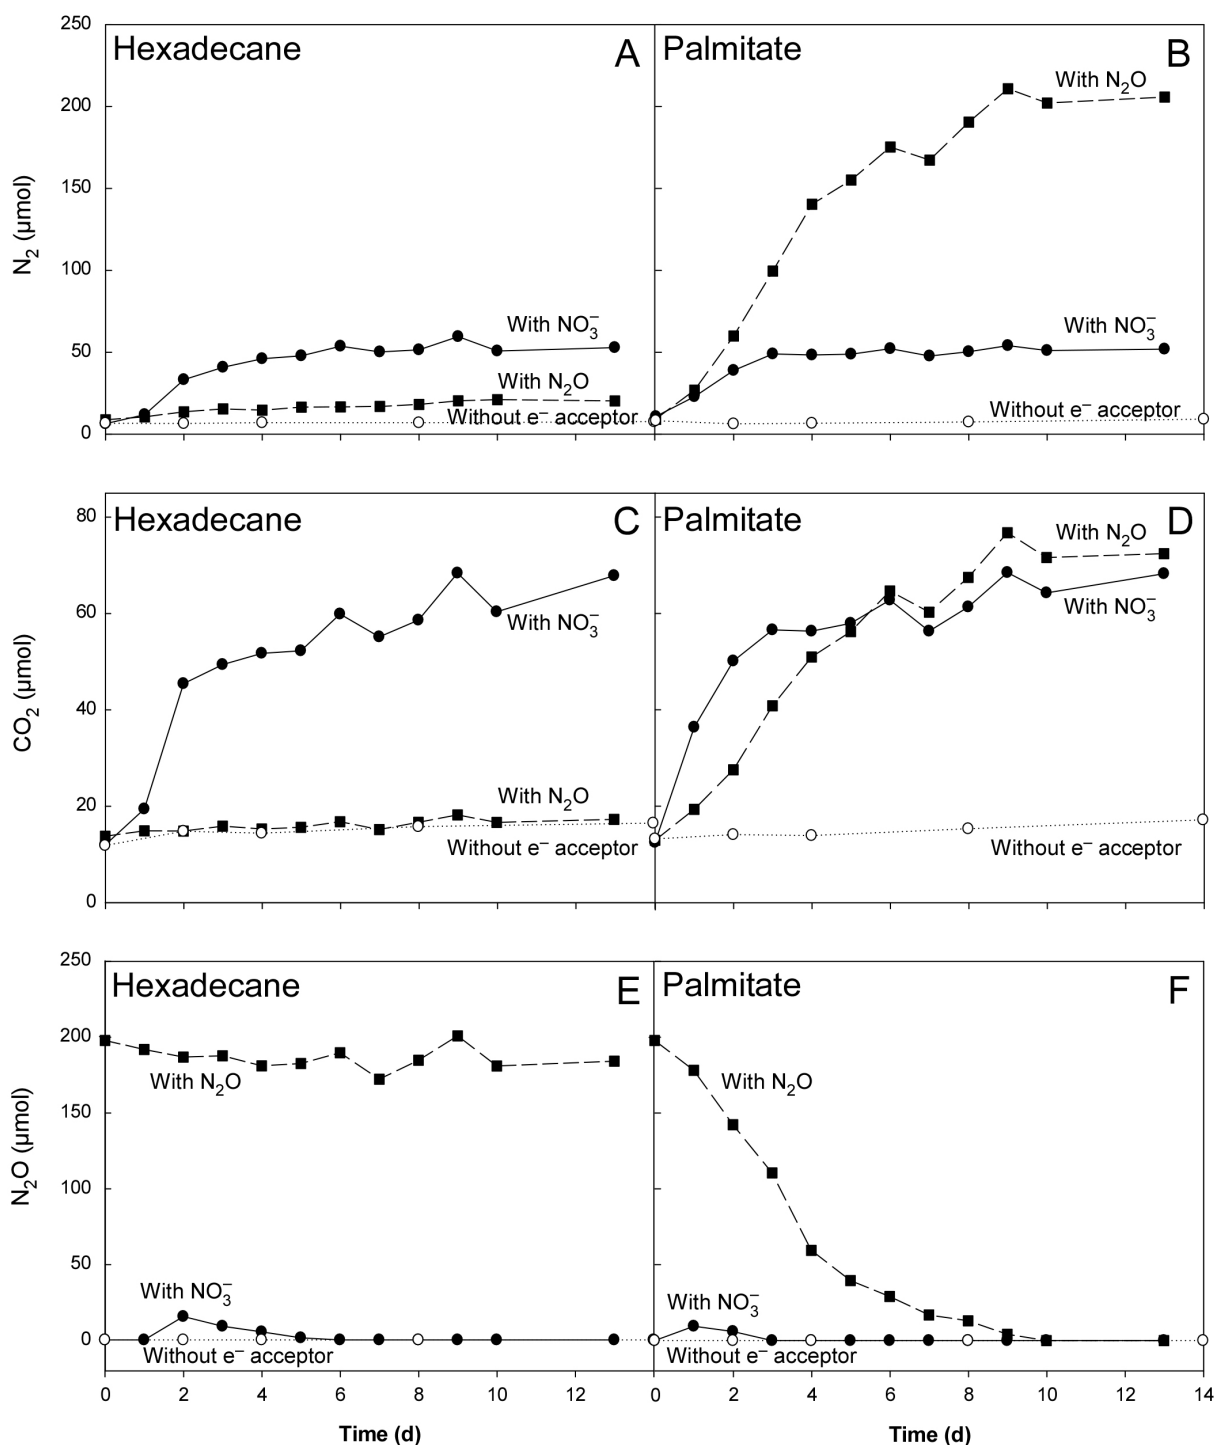 250
Hexadecane A
Palmitate B
With N₂O
200
150
N₂ (µmol)
100
With NO₃⁻
With NO₃⁻
50
With N₂O
Without e⁻ acceptor
Without e⁻ acceptor
0
80
Hexadecane C
Palmitate D
With N₂O
60
With NO₃⁻
With NO₃⁻
CO₂ (µmol)
40
20
With N₂O
Without e⁻ acceptor
Without e⁻ acceptor
0
250
Hexadecane E
Palmitate F
200
With N₂O
With N₂O
150
N₂O (µmol)
100
50
With NO₃⁻
With NO₃⁻
0
Without e⁻ acceptor
Without e⁻ acceptor
0 2 4 6 8 10 12 0 2 4 6 8 10 12 14
Time (d)
Time (d)